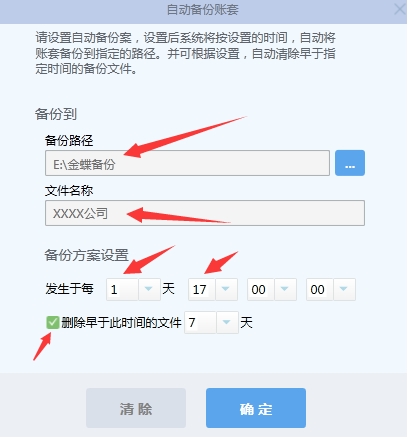 自动备份账套
请设置自动备份案，设置后系统将按设置的时间，自动将
账套备份到指定的路径。并可根据设置，自动清除早于指
定时间的备份文件。
备份到
备份路径
E:\金蝶备份
...
文件名称
XXXX公司
备份方案设置
发生于每 1 天 17 00 00
删除早于此时间的文件 7 天
清除 确定